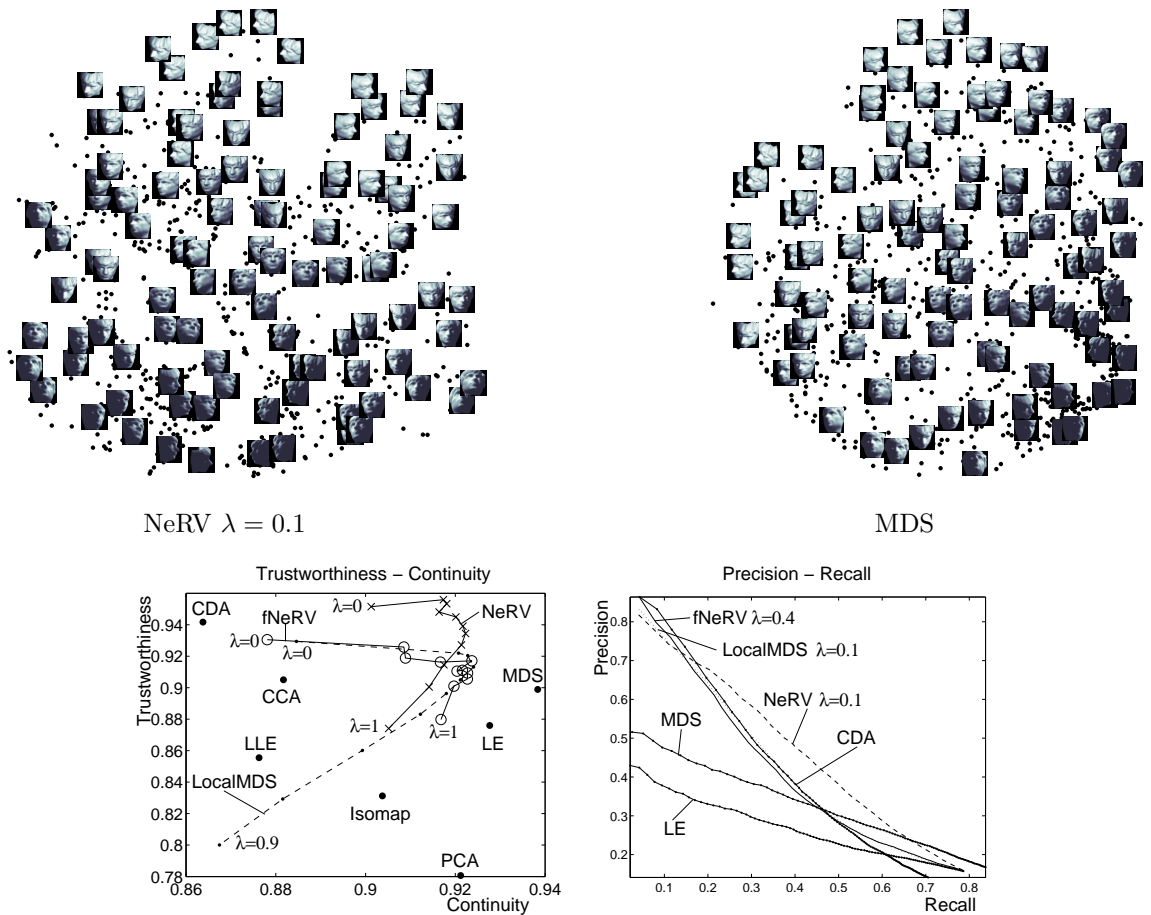 NeRV λ = 0.1
MDS
Trustworthiness − Continuity
Trustworthiness
0.94
0.92
0.9
0.88
0.86
0.84
0.82
0.8
0.78
CDA
fNeRV
λ=0
λ=0
λ=0
NeRV
MDS
CCA
λ=1
λ=1
LE
LLE
LocalMDS
Isomap
λ=0.9
PCA
0.86
0.88
0.9
0.92
0.94
Continuity
Precision − Recall
Precision
0.8
0.7
0.6
0.5
0.4
0.3
0.2
fNeRV λ=0.4
LocalMDS λ=0.1
NeRV λ=0.1
MDS
CDA
LE
0.1
0.2
0.3
0.4
0.5
0.6
0.7
0.8
Recall